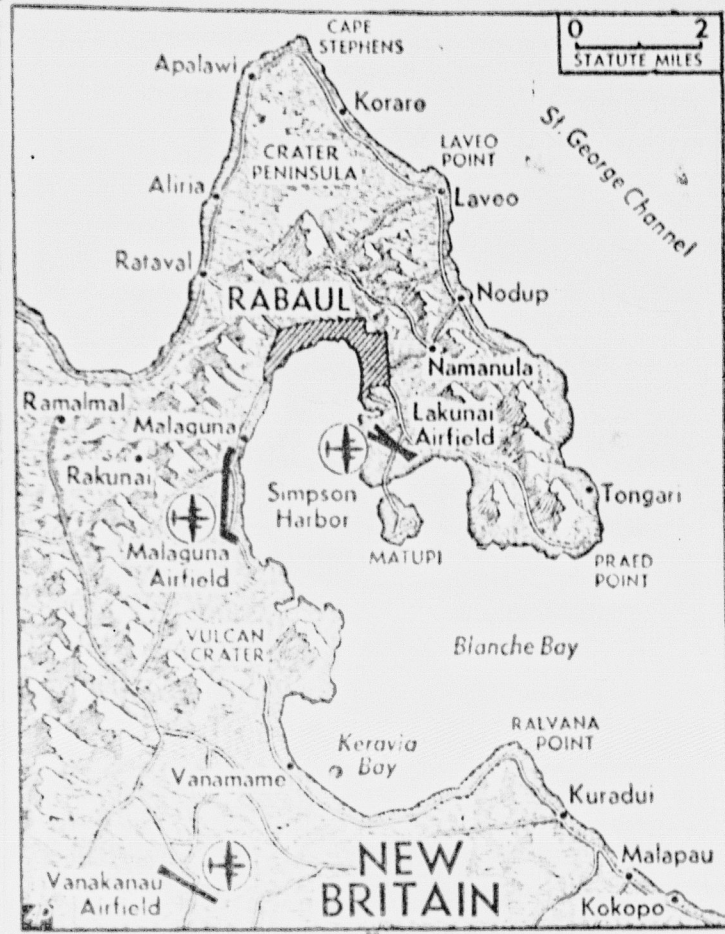 CAPE
STEPHENS
0 2
STATUTE MILES
Apalawi
Korare
St. George Channel
CRATER
PENINSULA
LAVEO
POINT
Aliria
Laveo
Rataval
RABAUL
Nodup
Namanula
Ramalmal
Malaguna
Lakunai
Airfield
Rakunai
Simpson
Harbor
Tongari
Malaguna
Airfield
MATUPI
PRAED
POINT
VULCAN
CRATER
Blanche Bay
RALVANA
POINT
Keravia
Bay
Vanamame
Kuradui
NEW
BRITAIN
Malapau
Vanakanau
Airfield
Kokopo